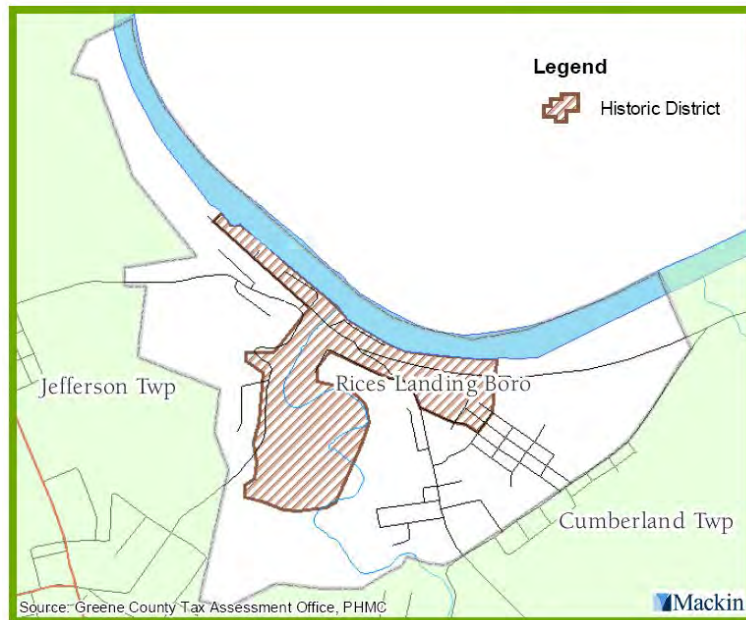 Legend
Historic District
Jefferson Twp
Rices Landing Boro
Cumberland Twp
Source: Greene County Tax Assessment Office, PHMC
Mackin